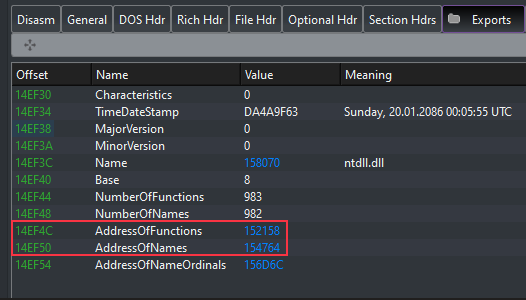 Disasm General DOS Hdr Rich Hdr File Hdr Optional Hdr Section Hdrs Exports
Offset Name Value Meaning
14EF30 Characteristics 0
14EF34 TimeDateStamp DA4A9F63 Sunday, 20.01.2086 00:05:55 UTC
14EF38 MajorVersion 0
14EF3A MinorVersion 0
14EF3C Name 158070 ntdll.dll
14EF40 Base 8
14EF44 NumberOfFunctions 983
14EF48 NumberOfNames 982
14EF4C AddressOfFunctions 152158
14EF50 AddressOfNames 154764
14EF54 AddressOfNameOrdinals 156D6C